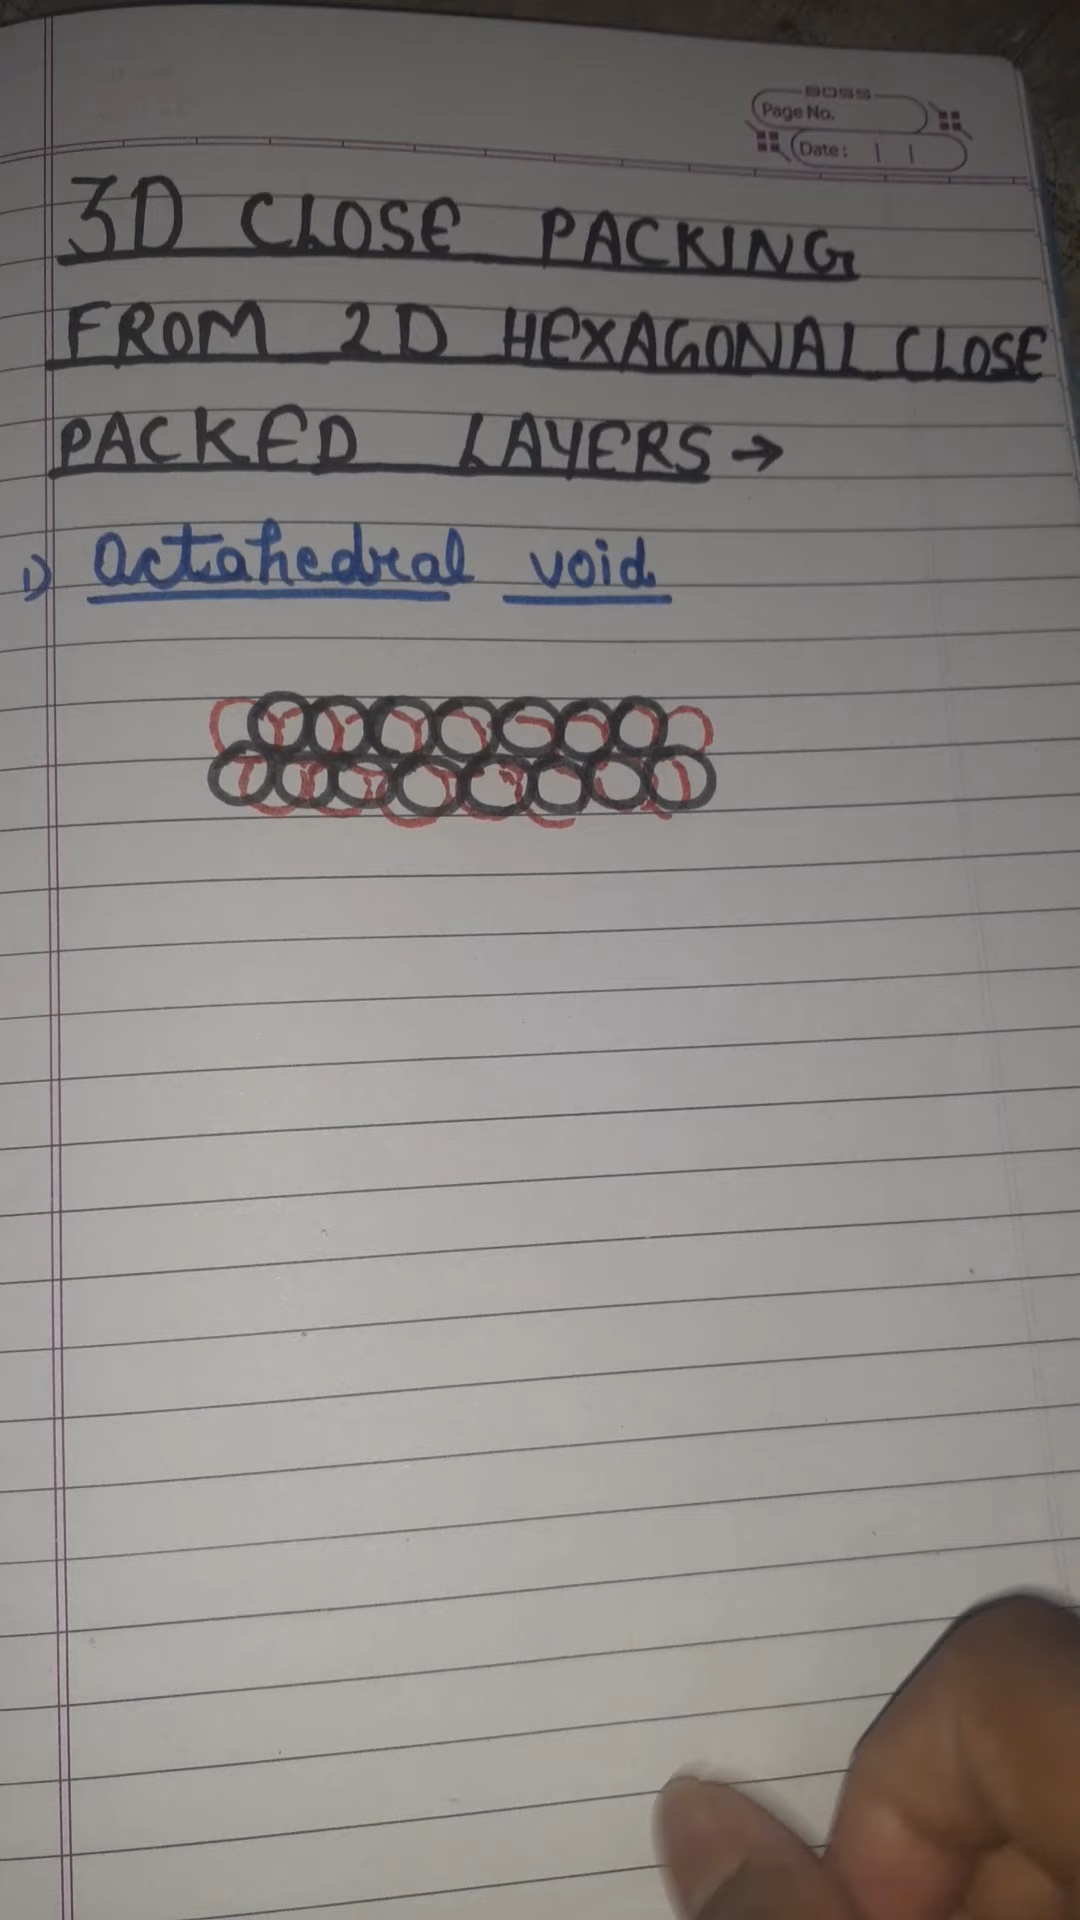 BOSS
Page No.
Date:
3D CLOSE PACKING
FROM 2D HEXAGONAL CLOSE
PACKED LAYERS →
1) Octahedral void